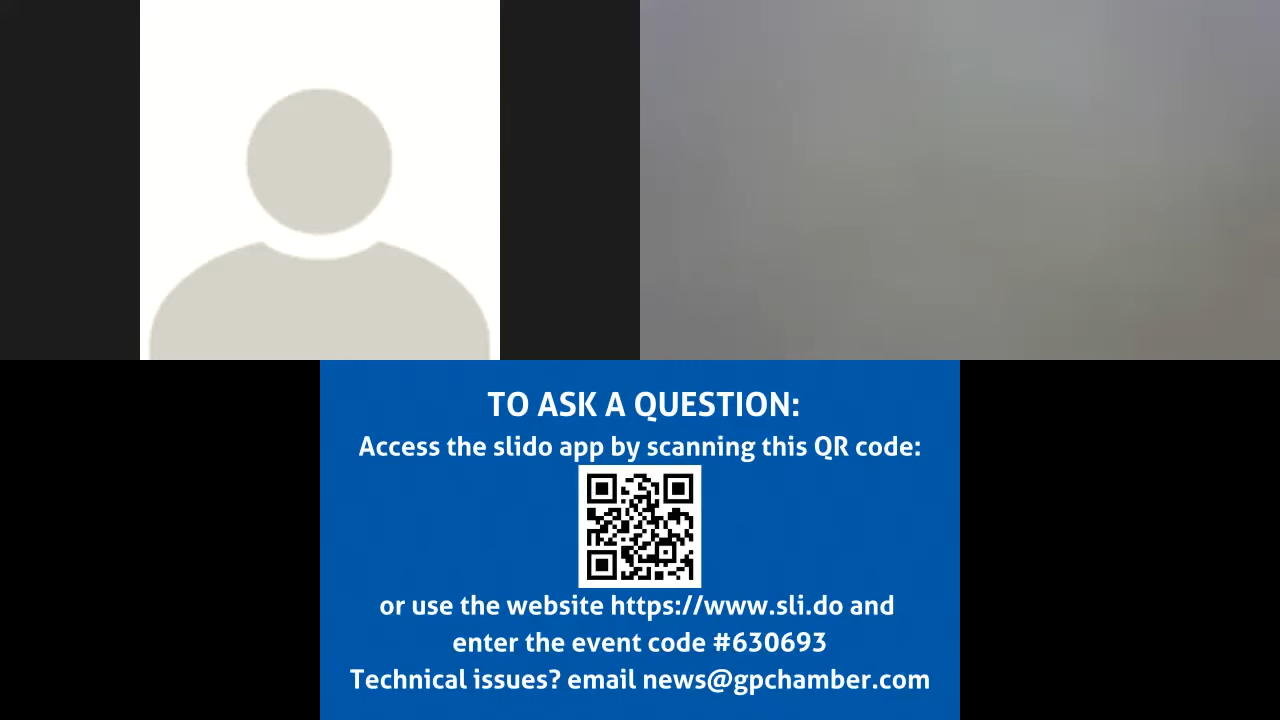 TO ASK A QUESTION:
Access the slido app by scanning this QR code:
or use the website https://www.sli.do and
enter the event code #630693
Technical issues? email news@gpchamber.com